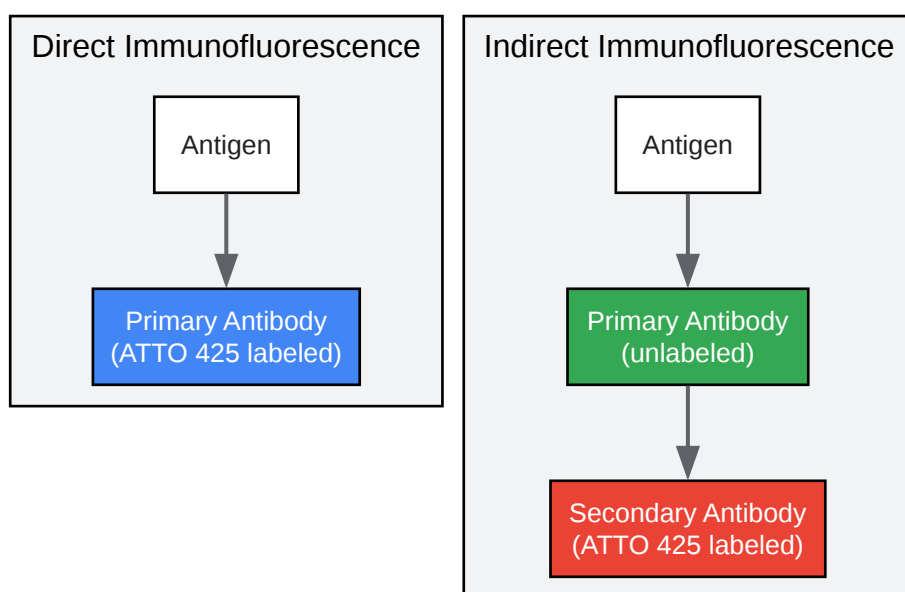 Direct Immunofluorescence
Antigen
Primary Antibody
(ATTO 425 labeled)
Indirect Immunofluorescence
Antigen
Primary Antibody
(unlabeled)
Secondary Antibody
(ATTO 425 labeled)